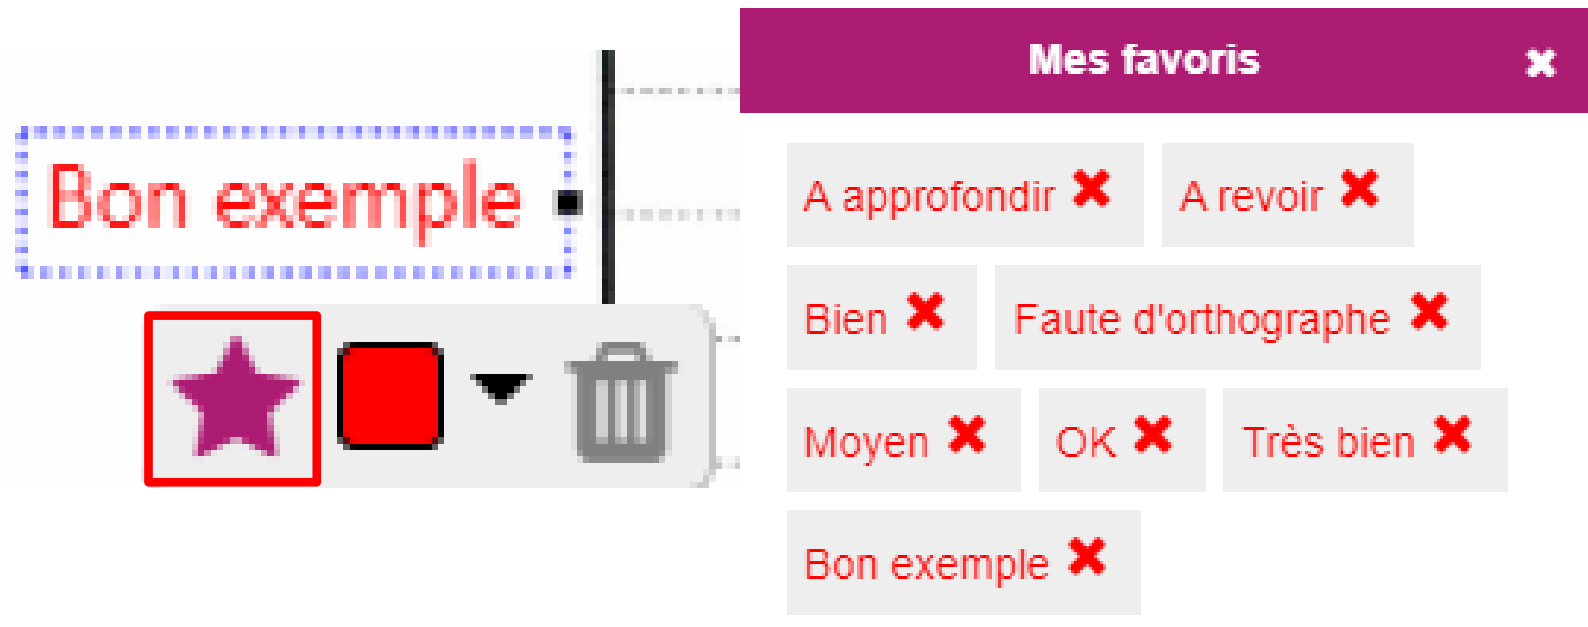 Bon exemple
Mes favoris
A approfondir
A revoir
Bien
Faute d'orthographe
Moyen
OK
Très bien
Bon exemple